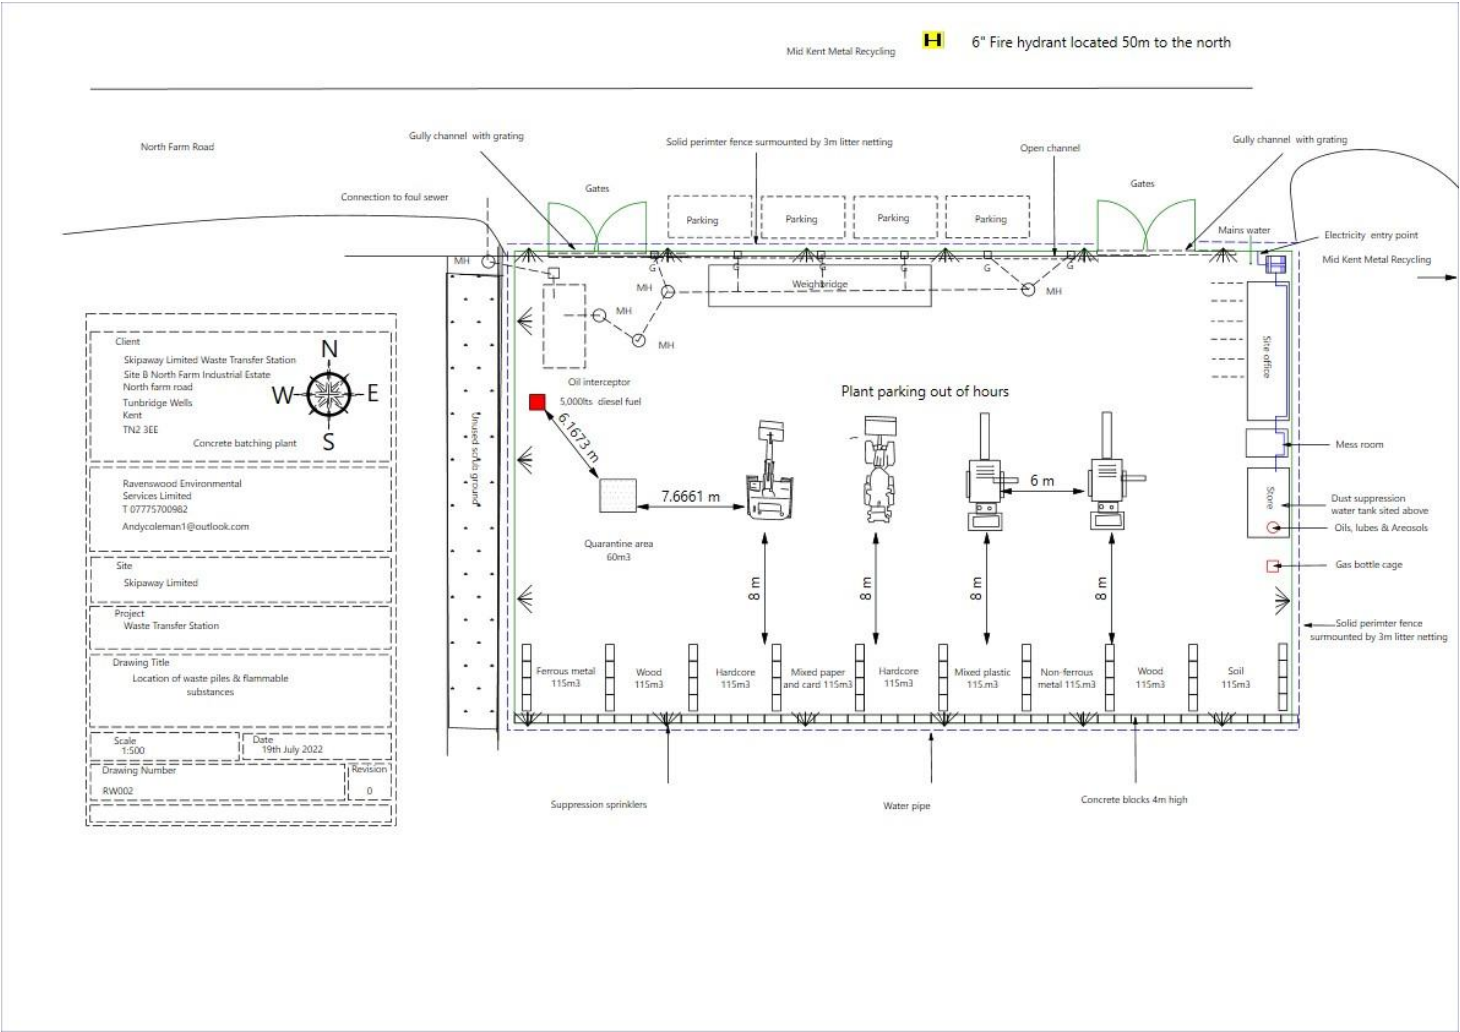 H
6" Fire hydrant located 50m to the north
Mid Kent Metal Recycling
North Farm Road
Gully channel with grating
Solid perimter fence surmounted by 3m litter netting
Open channel
Gully channel with grating
Connection to foul sewer
Gates
Parking
Parking
Parking
Parking
Gates
Mains water
Electricity entry point
Mid Kent Metal Recycling
MH
G
G
G
G
G
G
MH
Weighbridge
MH
MH
MH
Site office
Oil interceptor
5,000lts diesel fuel
6.1673 m
Plant parking out of hours
Unused scrub ground
7.6661 m
6 m
Mess room
Store
Dust suppression
water tank sited above
Oils, lubes & Areosols
Quarantine area
60m3
Gas bottle cage
8 m
8 m
8 m
8 m
Solid perimter fence
surmounted by 3m litter netting
Ferrous metal
115m3
Wood
115m3
Hardcore
115m3
Mixed paper
and card 115m3
Hardcore
115m3
Mixed plastic
115.m3
Non-ferrous
metal 115.m3
Wood
115m3
Soil
115m3
Suppression sprinklers
Water pipe
Concrete blocks 4m high
Client
Skipaway Limited Waste Transfer Station
Site B North Farm Industrial Estate
North farm road
Tunbridge Wells
Kent
TN2 3EE
Concrete batching plant
N
W
E
S
Ravenswood Environmental
Services Limited
T 07775700982
Andycoleman1@outlook.com
Site
Skipaway Limited
Project
Waste Transfer Station
Drawing Title
Location of waste piles & flammable
substances
Scale
1:500
Date
19th July 2022
Drawing Number
RW002
Revision
0